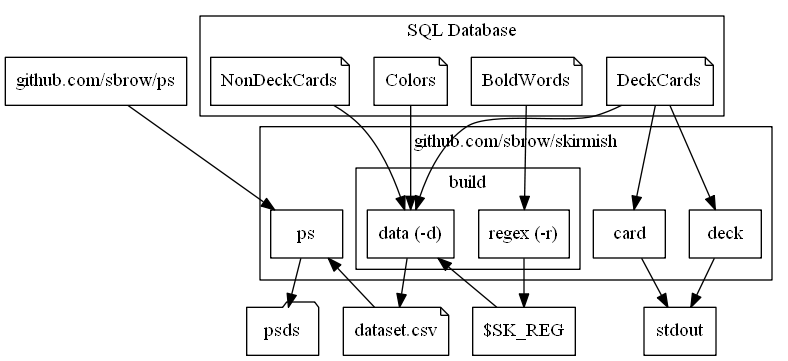 SQL Database
github.com/sbrow/ps
NonDeckCards
Colors
BoldWords
DeckCards
github.com/sbrow/skirmish
build
ps
data (-d)
regex (-r)
card
deck
psds
dataset.csv
$SK_REG
stdout